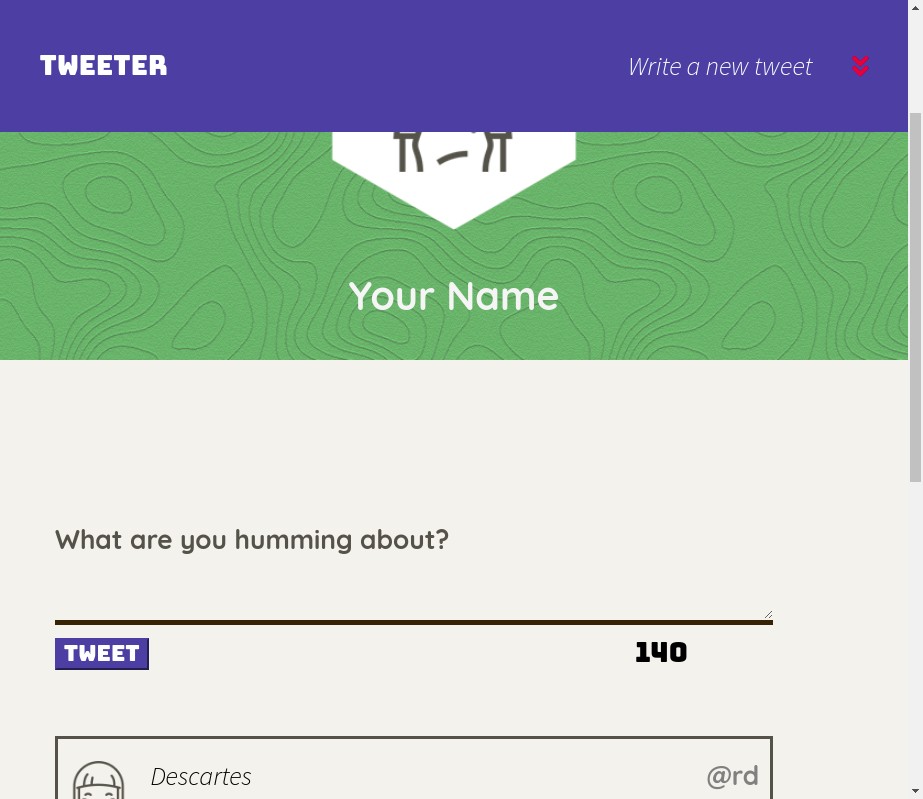 TWEETER
Write a new tweet
Your Name
What are you humming about?
TWEET
140
Descartes
@rd